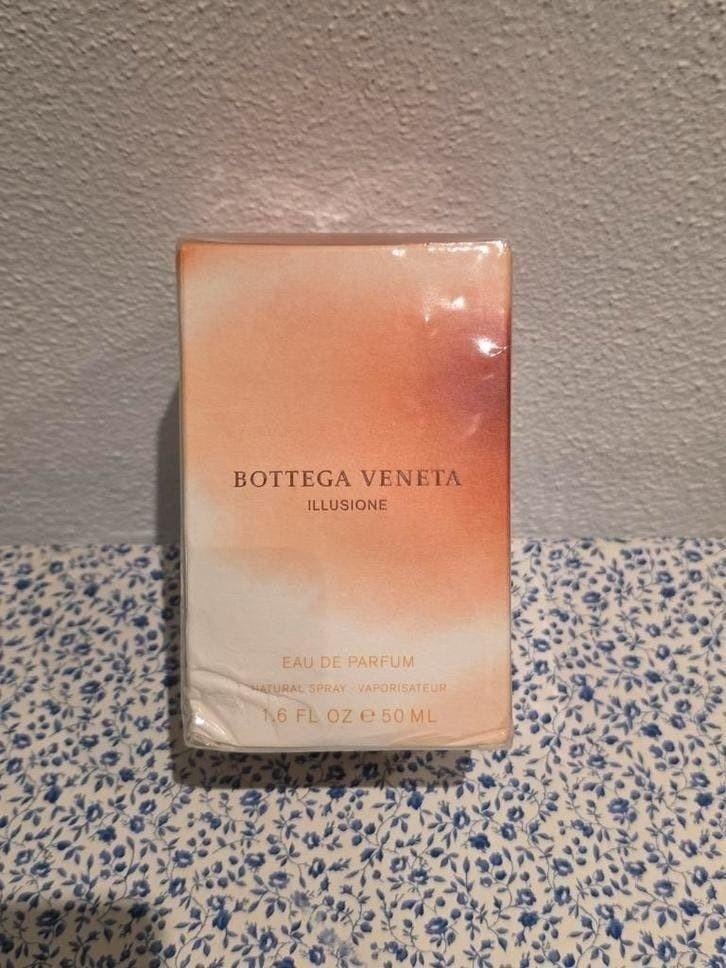 BOTTEGA VENETA
ILLUSIONE
EAU DE PARFUM
NATURAL SPRAY - VAPORISATEUR
1.6 FL OZ ℮ 50 ML